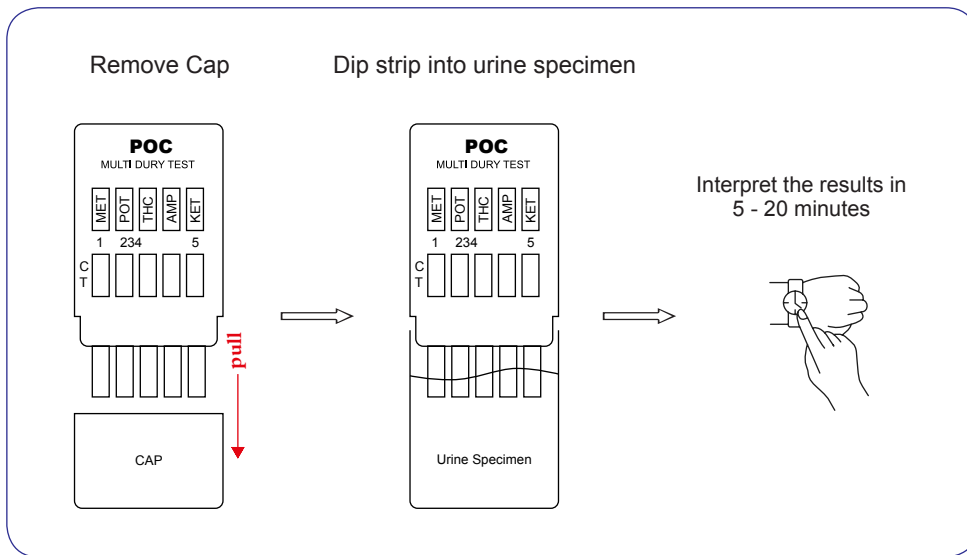 Remove Cap
POC
MULTI DURY TEST
MET POT THC AMP KET
1 234 5
C
T
pull
CAP
Dip strip into urine specimen
POC
MULTI DURY TEST
MET POT THC AMP KET
1 234 5
C
T
Urine Specimen
Interpret the results in
5 - 20 minutes